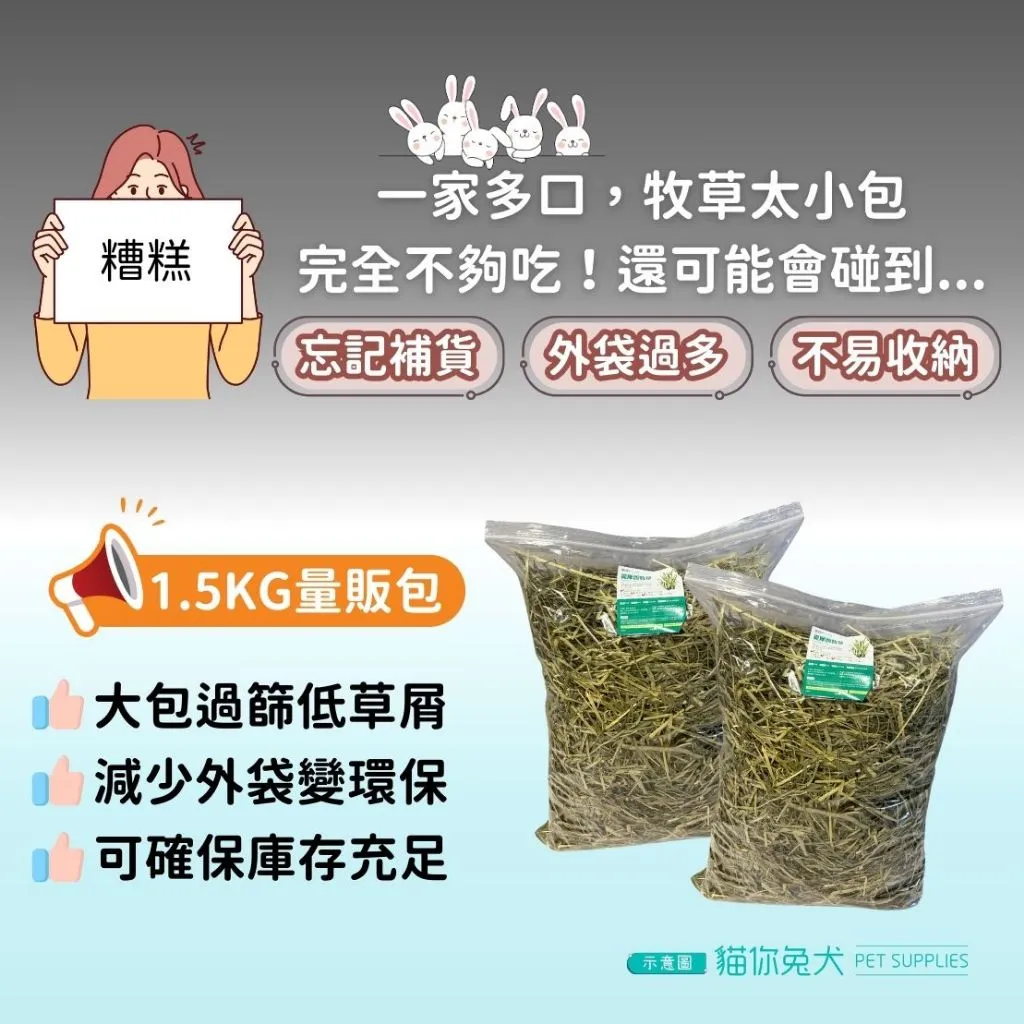 糟糕
一家多口，牧草太小包
完全不夠吃！還可能會碰到...
忘記補貨
外袋過多
不易收納
1.5KG量販包
大包過篩低草屑
減少外袋變環保
可確保庫存充足
示意圖
貓你兔犬 PET SUPPLIES